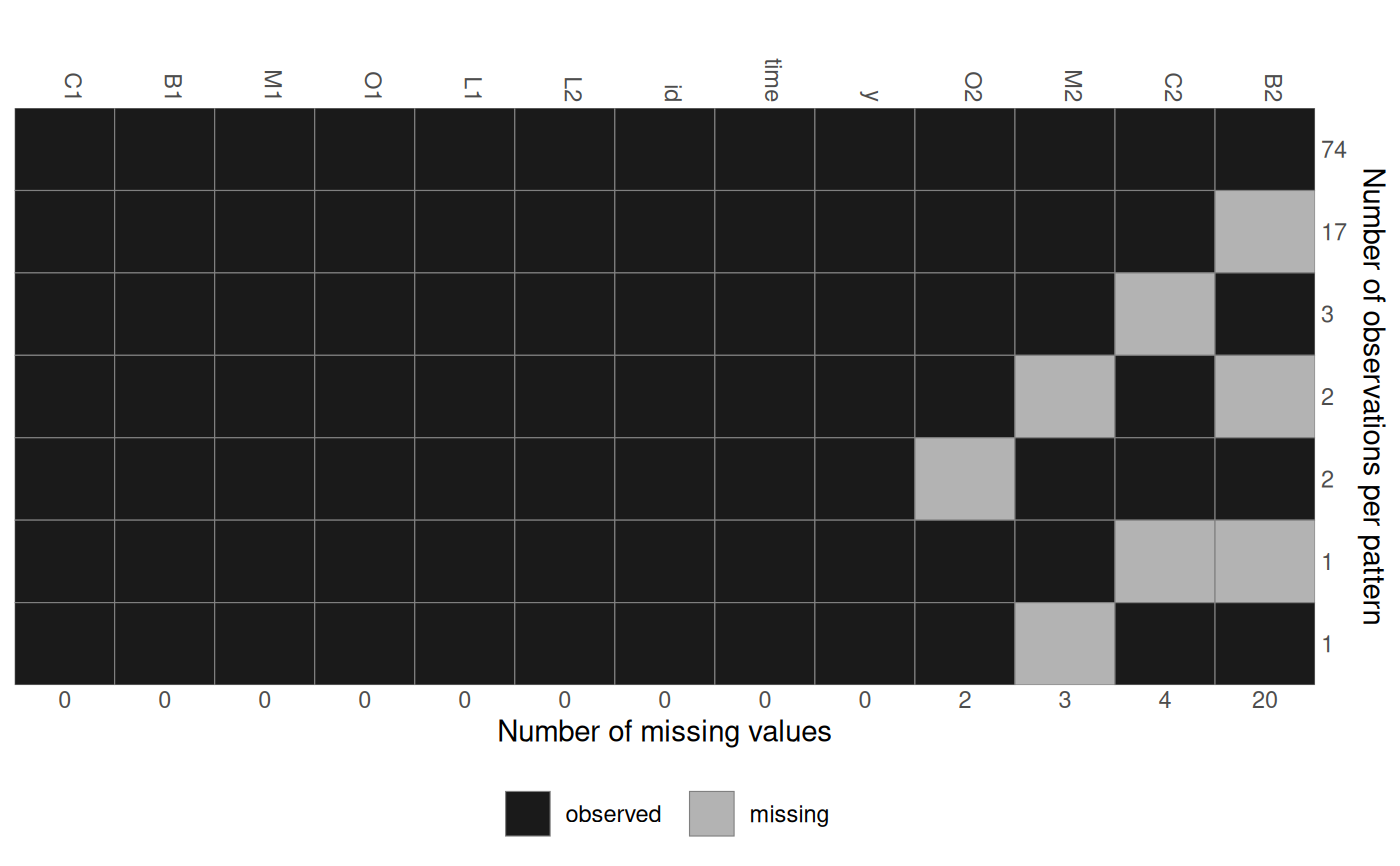 C1 B1 M1 O1 L1 L2 id time y O2 M2 C2 B2
74
17
3
2
2
1
1
Number of observations per pattern
0 0 0 0 0 0 0 0 0 2 3 4 20
Number of missing values
observed missing